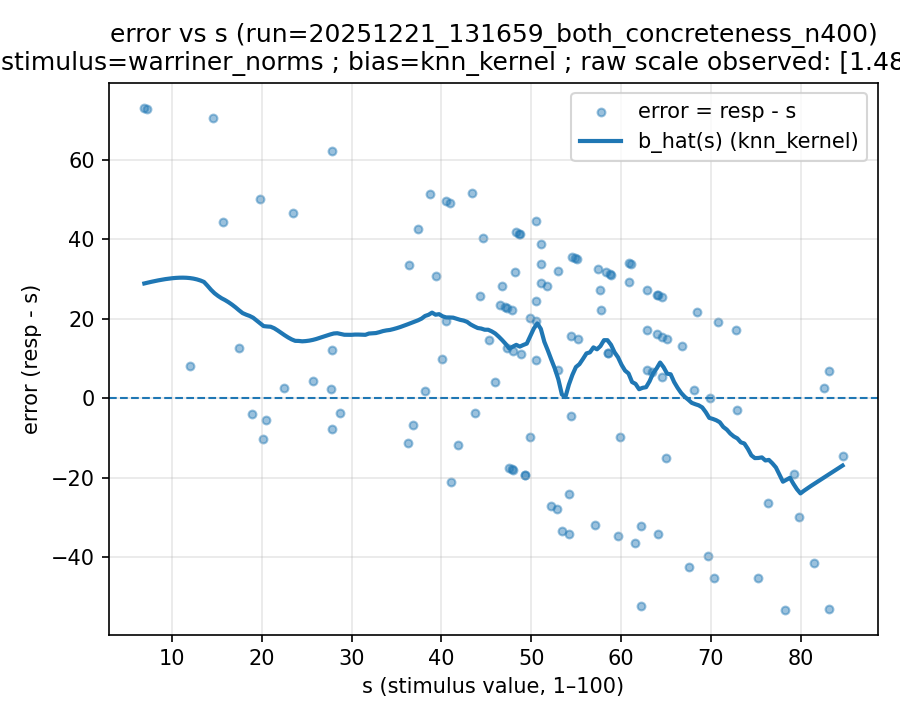 error vs s (run=20251221_131659_both_concreteness_n400)
stimulus=warriner_norms ; bias=knn_kernel ; raw scale observed: [1.48
error = resp - s
b_hat(s) (knn_kernel)
60
40
20
0
−20
−40
error (resp - s)
10 20 30 40 50 60 70 80
s (stimulus value, 1–100)